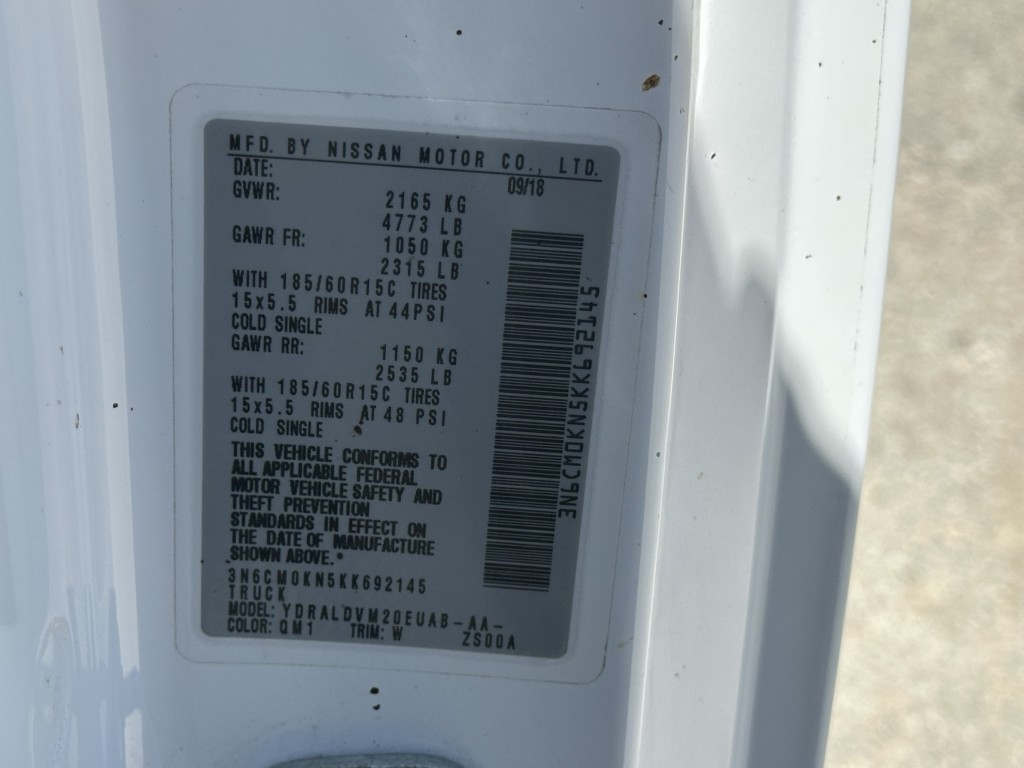 MFD. BY NISSAN MOTOR CO., LTD.
DATE: 09/18
GVWR: 2165 KG
4773 LB
GAWR FR: 1050 KG
2315 LB
WITH 185/60R15C TIRES
15x5.5 RIMS AT 44PSI
COLD SINGLE
GAWR RR: 1150 KG
2535 LB
WITH 185/60R15C TIRES
15x5.5 RIMS AT 48 PSI
COLD SINGLE
THIS VEHICLE CONFORMS TO
ALL APPLICABLE FEDERAL
MOTOR VEHICLE SAFETY AND
THEFT PREVENTION
STANDARDS IN EFFECT ON
THE DATE OF MANUFACTURE
SHOWN ABOVE.*
3N6CM0KN5KK692145
TRUCK
MODEL: YDRALDVM20EUAB-AA-
COLOR: QM1 TRIM: W ZS00A
3N6CM0KN5KK692145